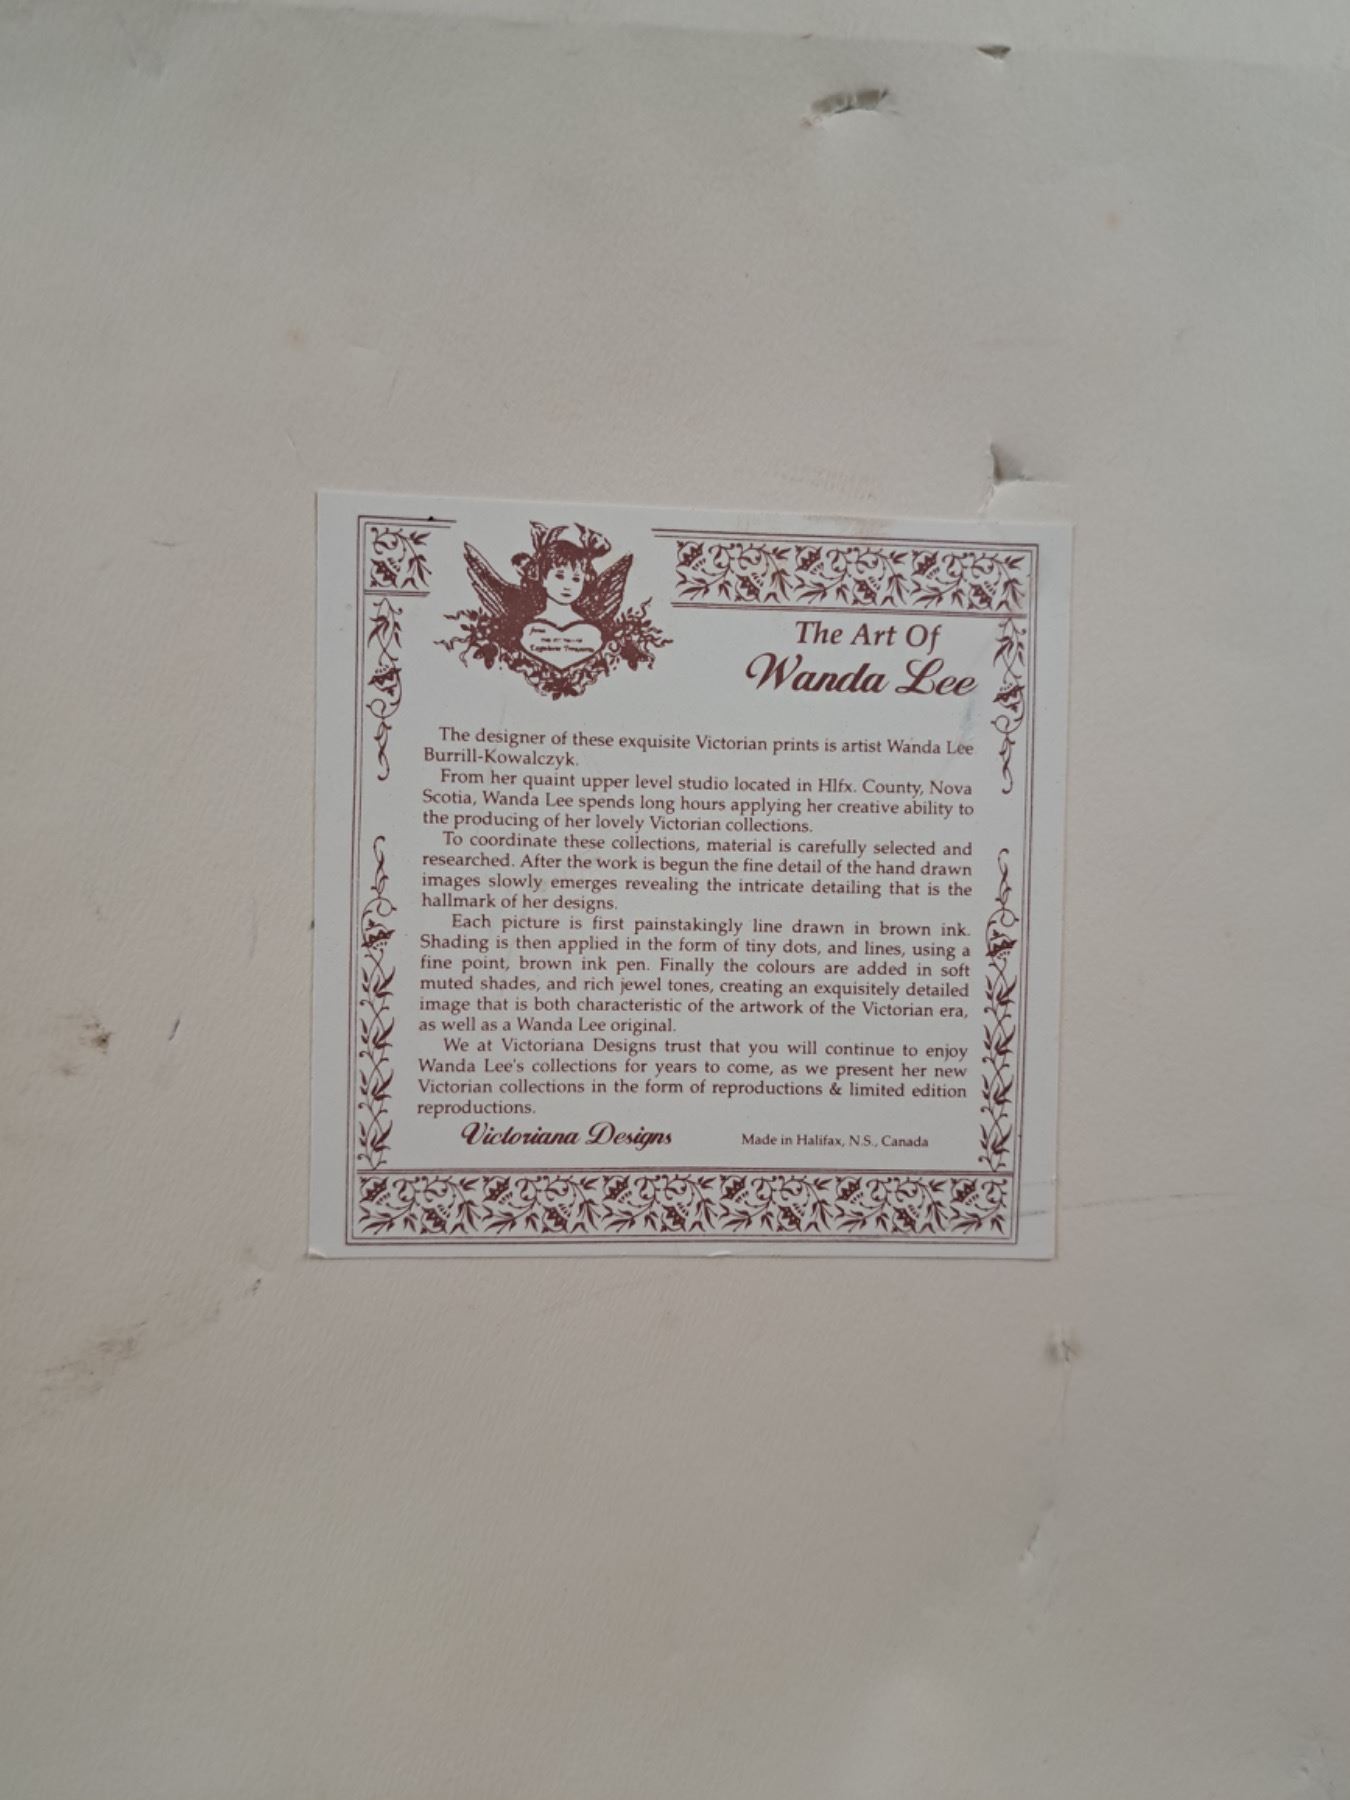 from
The Art Of
Wanda Lee
The designer of these exquisite Victorian prints is artist Wanda Lee
Burrill-Kowalczyk.
From her quaint upper level studio located in Hlfx. County, Nova
Scotia, Wanda Lee spends long hours applying her creative ability to
the producing of her lovely Victorian collections.
To coordinate these collections, material is carefully selected and
researched. After the work is begun the fine detail of the hand drawn
images slowly emerges revealing the intricate detailing that is the
hallmark of her designs.
Each picture is first painstakingly line drawn in brown ink.
Shading is then applied in the form of tiny dots, and lines, using a
fine point, brown ink pen. Finally the colours are added in soft
muted shades, and rich jewel tones, creating an exquisitely detailed
image that is both characteristic of the artwork of the Victorian era,
as well as a Wanda Lee original.
We at Victoriana Designs trust that you will continue to enjoy
Wanda Lee's collections for years to come, as we present her new
Victorian collections in the form of reproductions & limited edition
reproductions.
Victoriana Designs
Made in Halifax, N.S., Canada